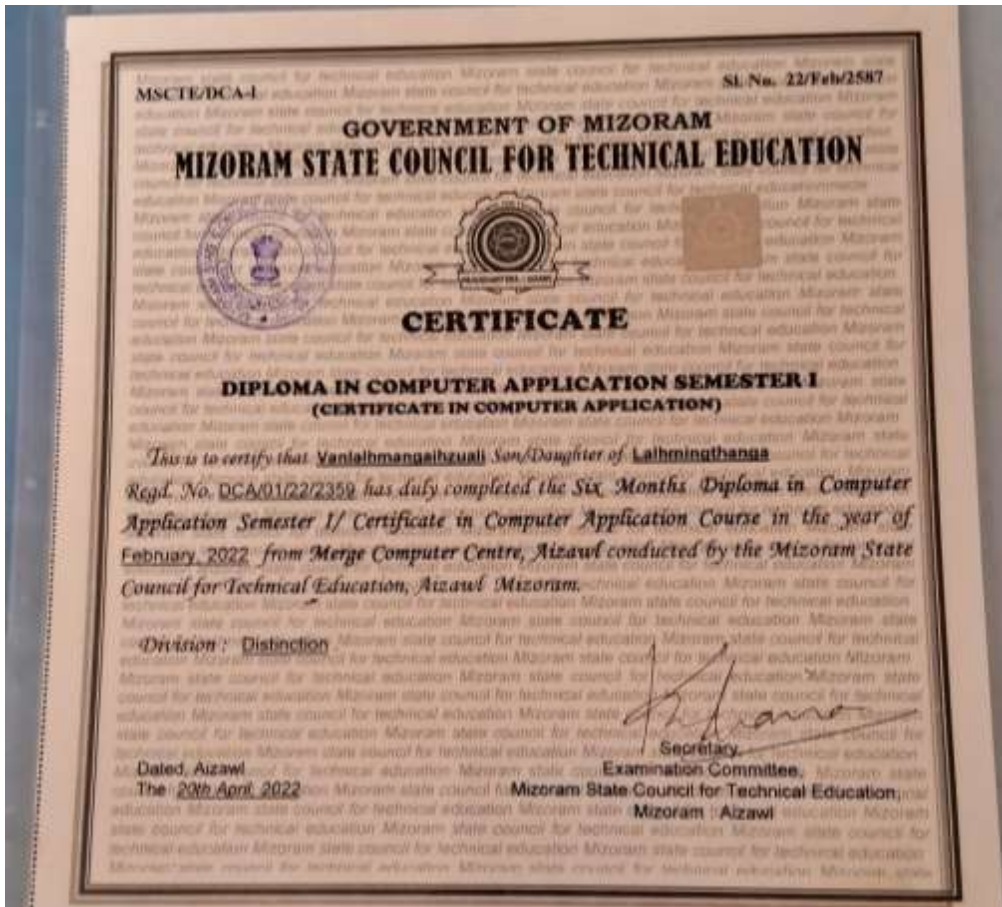 MSCTE/DCA-I
Sl. No. 22/Feb/2587
GOVERNMENT OF MIZORAM
MIZORAM STATE COUNCIL FOR TECHNICAL EDUCATION
CERTIFICATE
DIPLOMA IN COMPUTER APPLICATION SEMESTER I
(CERTIFICATE IN COMPUTER APPLICATION)
This is to certify that Vanlalhmangaihzuali Son/Daughter of Lalhmingthanga
Regd. No. DCA/01/22/2359 has duly completed the Six Months Diploma in Computer
Application Semester I/ Certificate in Computer Application Course in the year of
February, 2022 from Merge Computer Centre, Aizawl conducted by the Mizoram State
Council for Technical Education, Aizawl Mizoram.
Division : Distinction
Secretary,
Dated, Aizawl
Examination Committee,
The 20th April, 2022
Mizoram State Council for Technical Education,
Mizoram : Aizawl